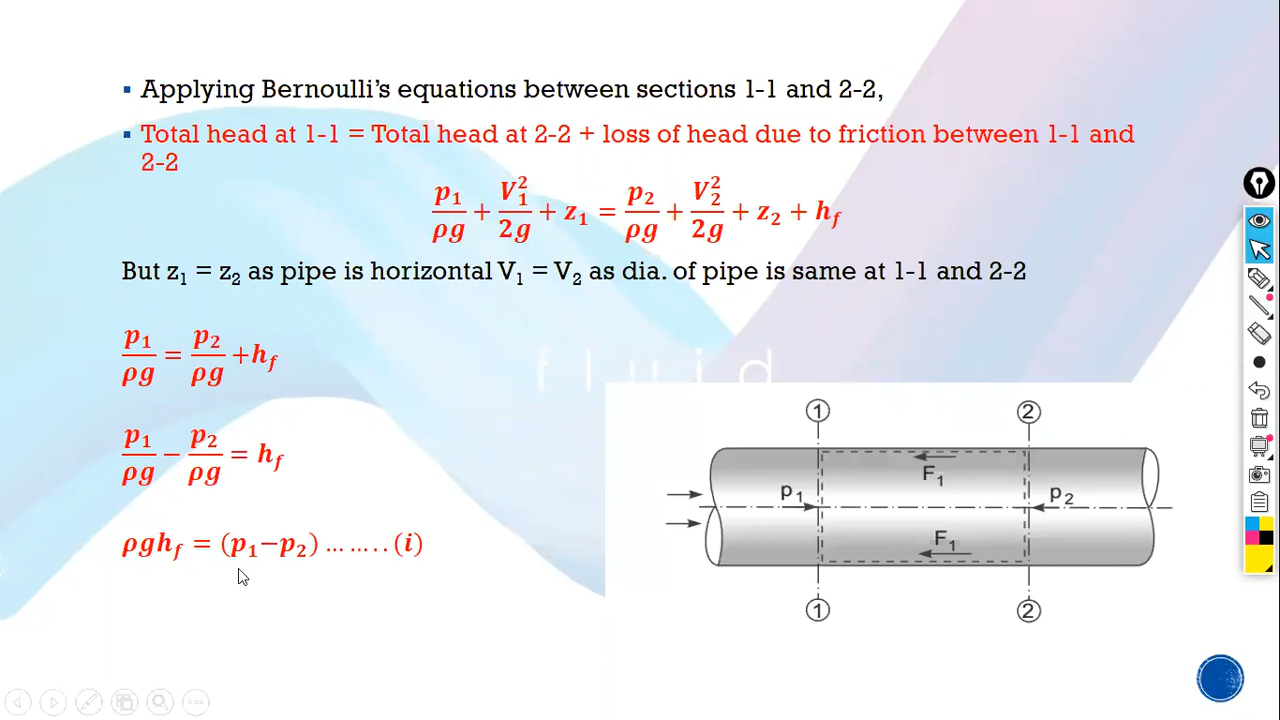 ▪ Applying Bernoulli's equations between sections 1-1 and 2-2,
▪ Total head at 1-1 = Total head at 2-2 + loss of head due to friction between 1-1 and
2-2
p₁/ρg + V₁²/2g + z₁ = p₂/ρg + V₂²/2g + z₂ + h_f
But z₁ = z₂ as pipe is horizontal V₁ = V₂ as dia. of pipe is same at 1-1 and 2-2
p₁/ρg = p₂/ρg +h_f
fluid
p₁/ρg − p₂/ρg = h_f
ρgh_f = (p₁−p₂) … … . . (i)
1 2
F₁
p₁ p₂
F₁
1 2